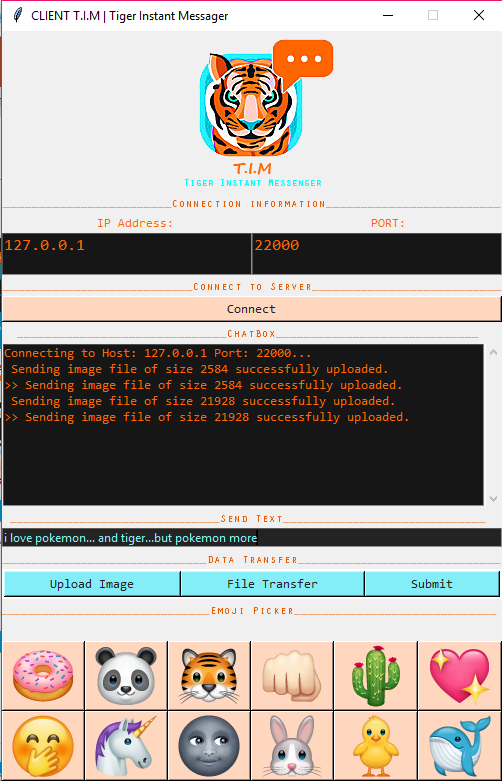 CLIENT T.I.M | Tiger Instant Messager
T.I.M
Tiger Instant Messenger
Connection information
IP Address: PORT:
127.0.0.1 22000
Connect to Server
Connect
ChatBox
Connecting to Host: 127.0.0.1 Port: 22000...
Sending image file of size 2584 successfully uploaded.
>> Sending image file of size 2584 successfully uploaded.
Sending image file of size 21928 successfully uploaded.
>> Sending image file of size 21928 successfully uploaded.
Send Text
i love pokemon... and tiger...but pokemon more
Data Transfer
Upload Image File Transfer Submit
Emoji Picker